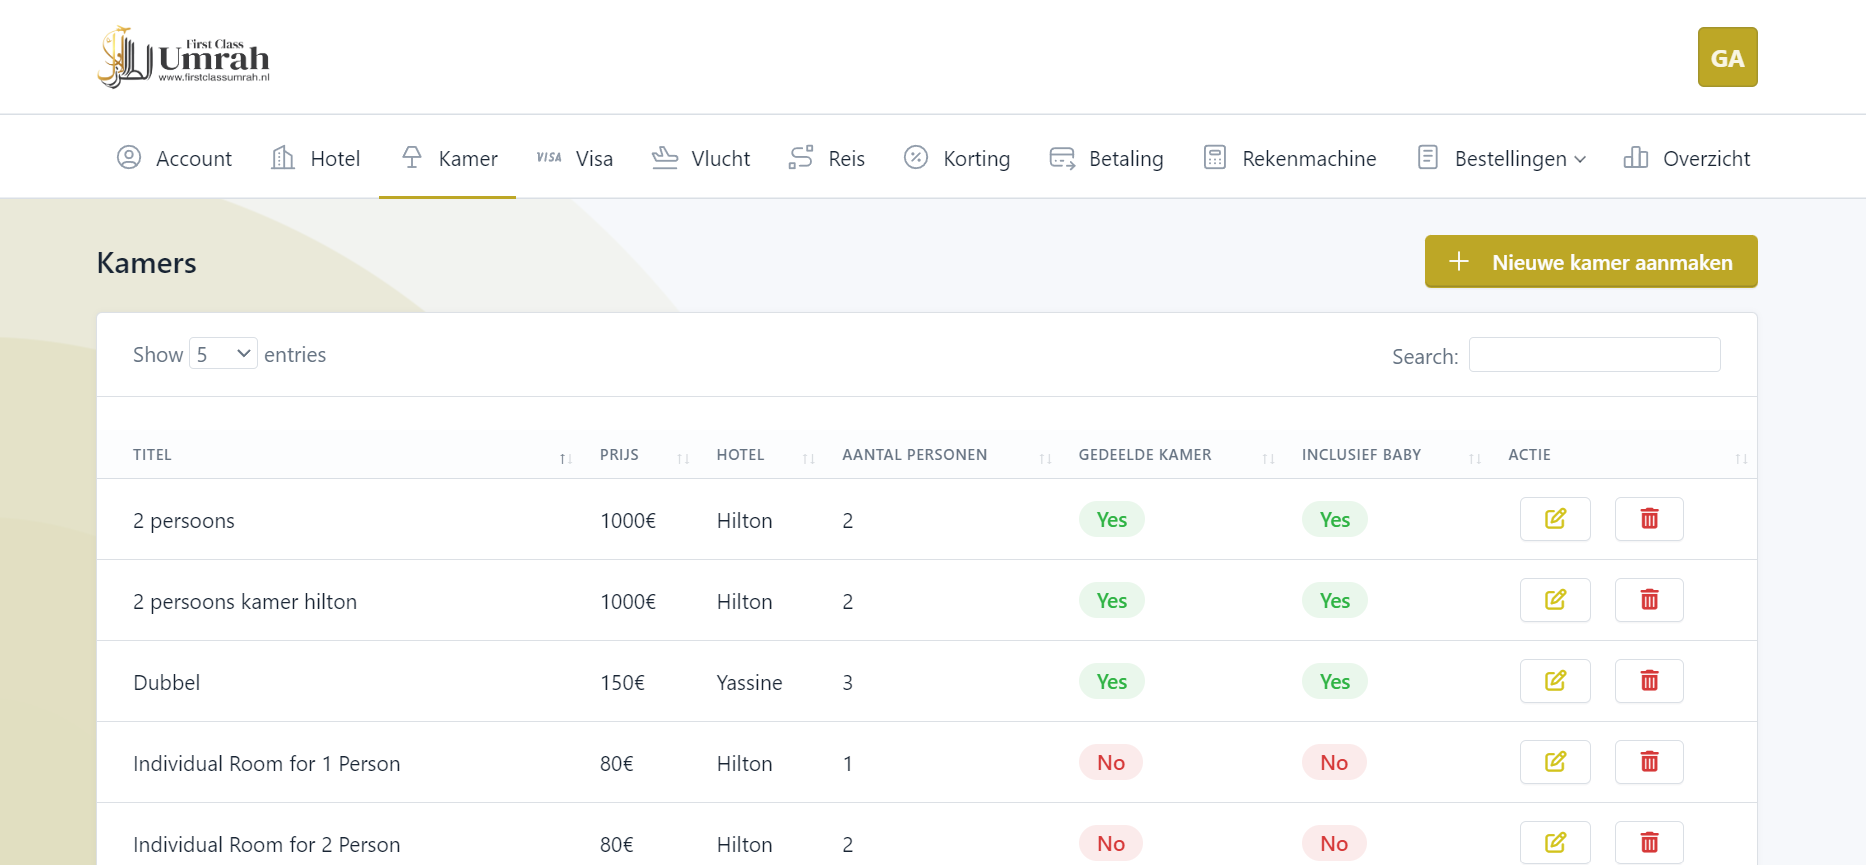 First Class
Umrah
www.firstclassumrah.nl
GA
Account Hotel Kamer VISA Visa Vlucht Reis Korting Betaling Rekenmachine Bestellingen Overzicht
Kamers
Nieuwe kamer aanmaken
Show 5 entries
Search:
TITEL PRIJS HOTEL AANTAL PERSONEN GEDEELDE KAMER INCLUSIEF BABY ACTIE
2 persoons 1000€ Hilton 2 Yes Yes
2 persoons kamer hilton 1000€ Hilton 2 Yes Yes
Dubbel 150€ Yassine 3 Yes Yes
Individual Room for 1 Person 80€ Hilton 1 No No
Individual Room for 2 Person 80€ Hilton 2 No No